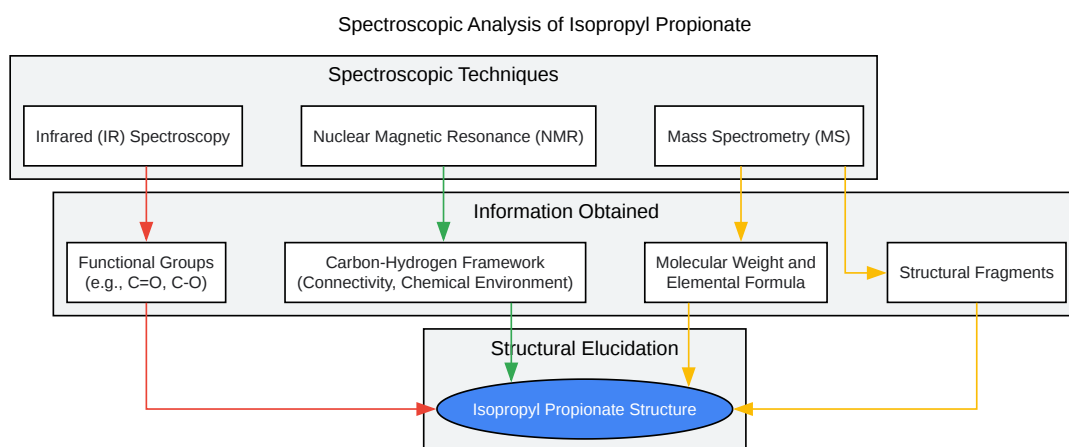 Spectroscopic Analysis of Isopropyl Propionate
Spectroscopic Techniques
Infrared (IR) Spectroscopy
Nuclear Magnetic Resonance (NMR)
Mass Spectrometry (MS)
Information Obtained
Functional Groups
(e.g., C=O, C-O)
Carbon-Hydrogen Framework
(Connectivity, Chemical Environment)
Molecular Weight and
Elemental Formula
Structural Fragments
Structural Elucidation
Isopropyl Propionate Structure